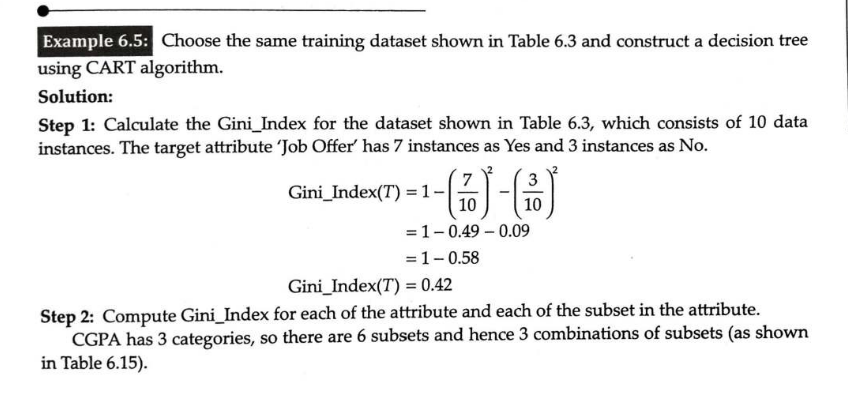 Example 6.5: Choose the same training dataset shown in Table 6.3 and construct a decision tree
using CART algorithm.
Solution:
Step 1: Calculate the Gini_Index for the dataset shown in Table 6.3, which consists of 10 data
instances. The target attribute ‘Job Offer’ has 7 instances as Yes and 3 instances as No.
Gini_Index(T) = 1 − (7/10)² − (3/10)²
= 1 − 0.49 − 0.09
= 1 − 0.58
Gini_Index(T) = 0.42
Step 2: Compute Gini_Index for each of the attribute and each of the subset in the attribute.
CGPA has 3 categories, so there are 6 subsets and hence 3 combinations of subsets (as shown
in Table 6.15).